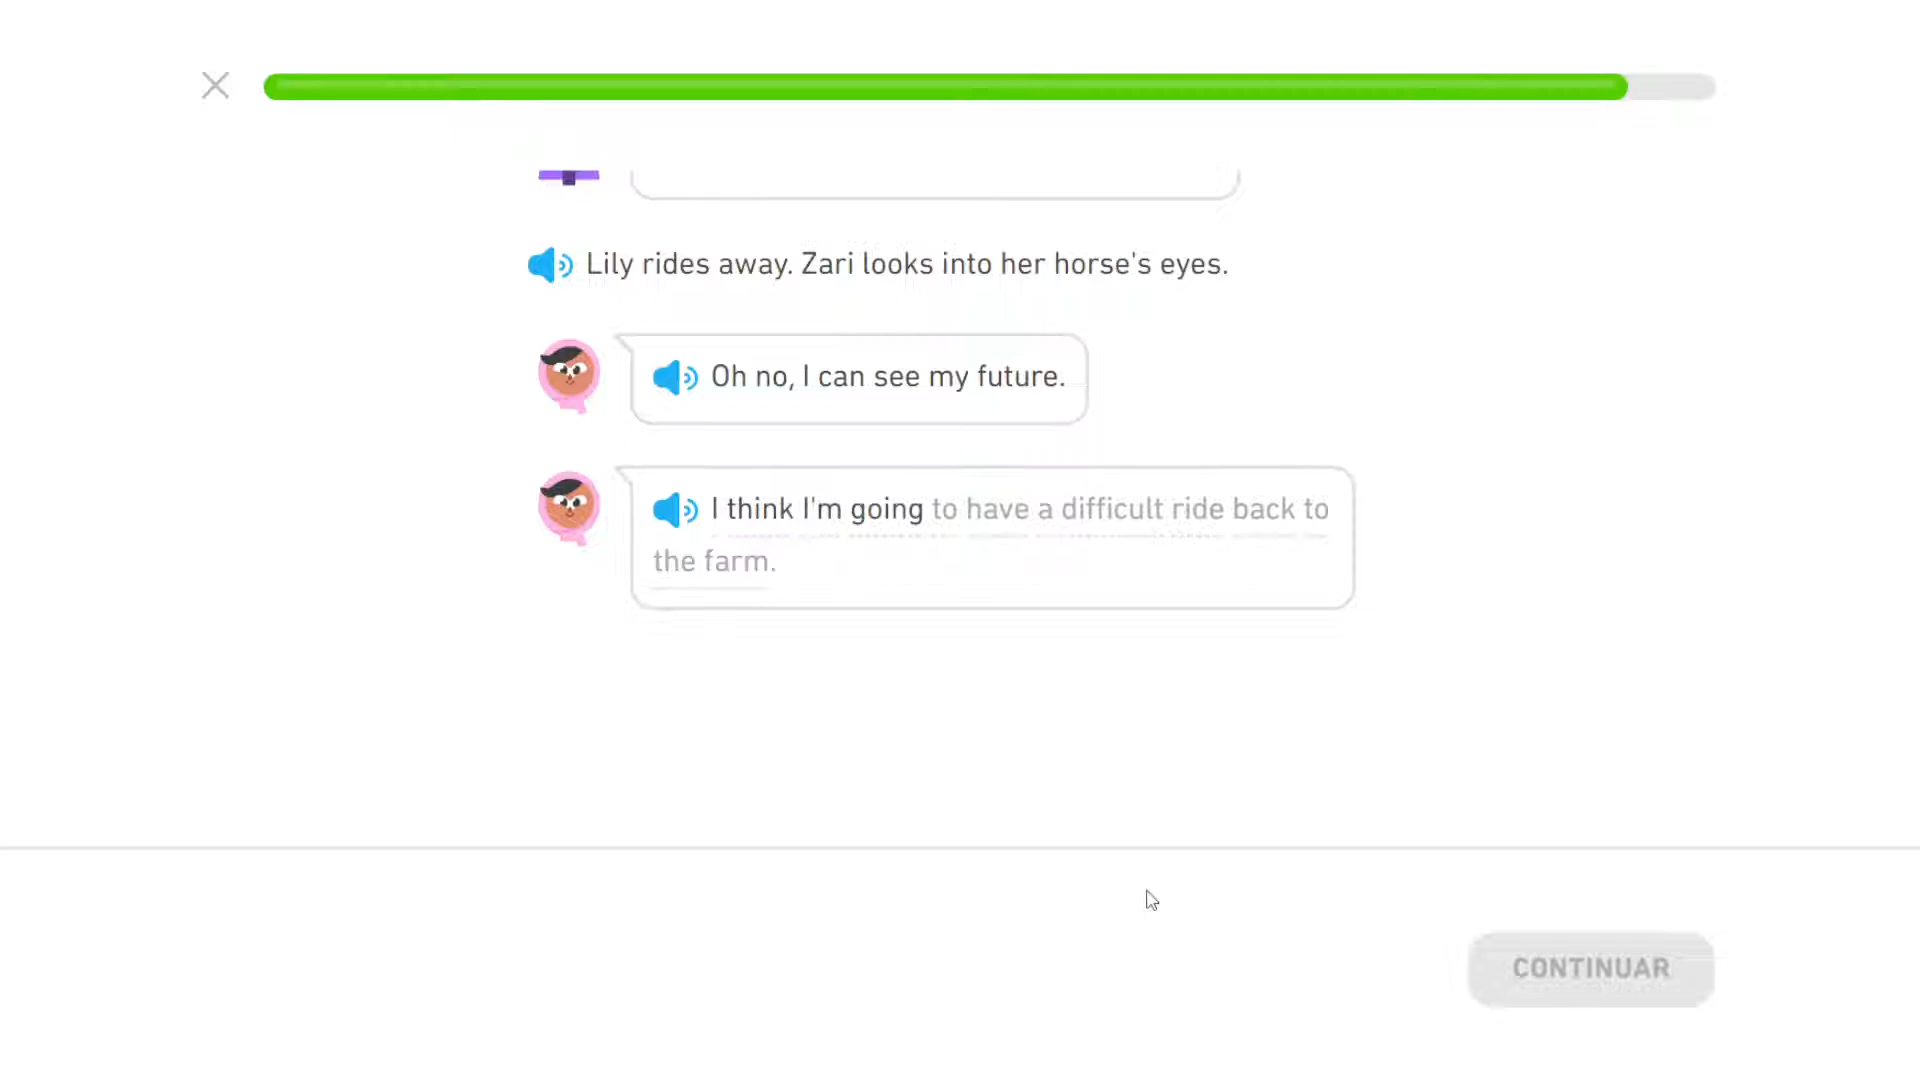 Lily rides away. Zari looks into her horse's eyes.
Oh no, I can see my future.
I think I'm going to have a difficult ride back to
the farm.
CONTINUAR